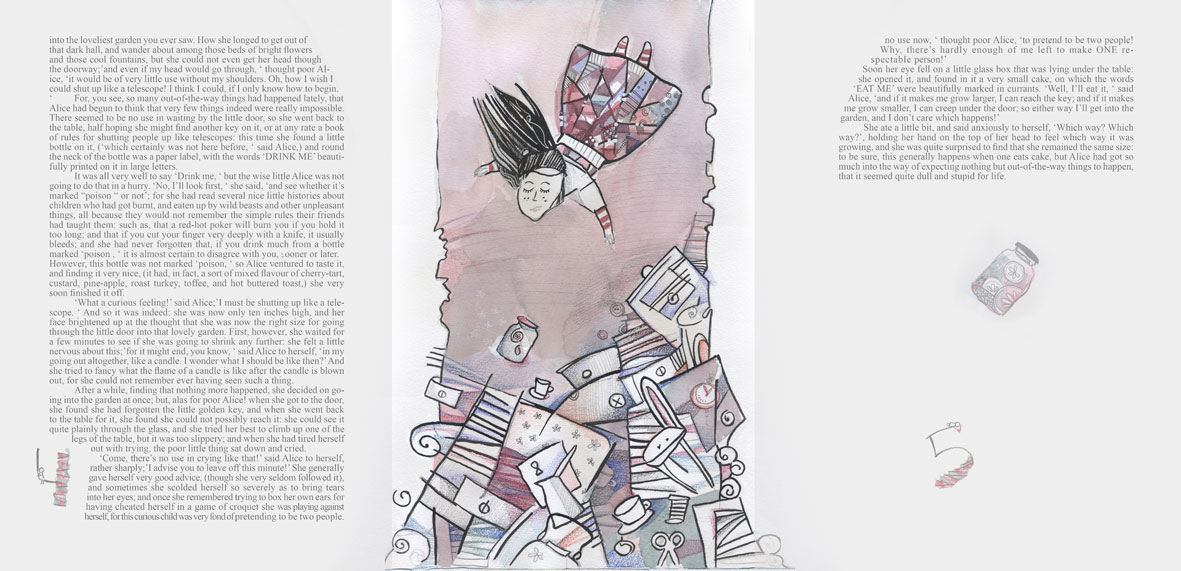 into the loveliest garden you ever saw. How she longed to get out of
that dark hall, and wander about among those beds of bright flowers
and those cool fountains, but she could not even get her head though
the doorway;'and even if my head would go through, ' thought poor Al-
ice, 'it would be of very little use without my shoulders. Oh, how I wish I
could shut up like a telescope! I think I could, if I only know how to begin.
'
For, you see, so many out-of-the-way things had happened lately, that
Alice had begun to think that very few things indeed were really impossible.
There seemed to be no use in waiting by the little door, so she went back to
the table, half hoping she might find another key on it, or at any rate a book
of rules for shutting people up like telescopes: this time she found a little
bottle on it, ('which certainly was not here before, ' said Alice,) and round
the neck of the bottle was a paper label, with the words 'DRINK ME' beauti-
fully printed on it in large letters.
It was all very well to say 'Drink me, ' but the wise little Alice was not
going to do that in a hurry. 'No, I'll look first, ' she said, 'and see whether it's
marked "poison " or not'; for she had read several nice little histories about
children who had got burnt, and eaten up by wild beasts and other unpleasant
things, all because they would not remember the simple rules their friends
had taught them: such as, that a red-hot poker will burn you if you hold it
too long; and that if you cut your finger very deeply with a knife, it usually
bleeds; and she had never forgotten that, if you drink much from a bottle
marked 'poison , ' it is almost certain to disagree with you, sooner or later.
However, this bottle was not marked 'poison, ' so Alice ventured to taste it,
and finding it very nice, (it had, in fact, a sort of mixed flavour of cherry-tart,
custard, pine-apple, roast turkey, toffee, and hot buttered toast,) she very
soon finished it off.
'What a curious feeling!' said Alice;'I must be shutting up like a tele-
scope. ' And so it was indeed: she was now only ten inches high, and her
face brightened up at the thought that she was now the right size for going
through the little door into that lovely garden. First, however, she waited for
a few minutes to see if she was going to shrink any further: she felt a little
nervous about this;'for it might end, you know, ' said Alice to herself, 'in my
going out altogether, like a candle. I wonder what I should be like then?' And
she tried to fancy what the flame of a candle is like after the candle is blown
out, for she could not remember ever having seen such a thing.
After a while, finding that nothing more happened, she decided on go-
ing into the garden at once; but, alas for poor Alice! when she got to the door,
she found she had forgotten the little golden key, and when she went back
to the table for it, she found she could not possibly reach it: she could see it
quite plainly through the glass, and she tried her best to climb up one of the
legs of the table, but it was too slippery; and when she had tired herself
out with trying, the poor little thing sat down and cried.
'Come, there's no use in crying like that!' said Alice to herself,
rather sharply;'I advise you to leave off this minute!' She generally
gave herself very good advice, (though she very seldom followed it),
and sometimes she scolded herself so severely as to bring tears
into her eyes; and once she remembered trying to box her own ears for
having cheated herself in a game of croquet she was playing against
herself, for this curious child was very fond of pretending to be two people.
4
no use now, ' thought poor Alice, 'to pretend to be two people!
Why, there's hardly enough of me left to make ONE re-
spectable person!'
Soon her eye fell on a little glass box that was lying under the table:
she opened it, and found in it a very small cake, on which the words
'EAT ME' were beautifully marked in currants. 'Well, I'll eat it, ' said
Alice, 'and if it makes me grow larger, I can reach the key; and if it makes
me grow smaller, I can creep under the door; so either way I'll get into the
garden, and I don't care which happens!'
She ate a little bit, and said anxiously to herself, 'Which way? Which
way?', holding her hand on the top of her head to feel which way it was
growing, and she was quite surprised to find that she remained the same size:
to be sure, this generally happens when one eats cake, but Alice had got so
much into the way of expecting nothing but out-of-the-way things to happen,
that it seemed quite dull and stupid for life.
5